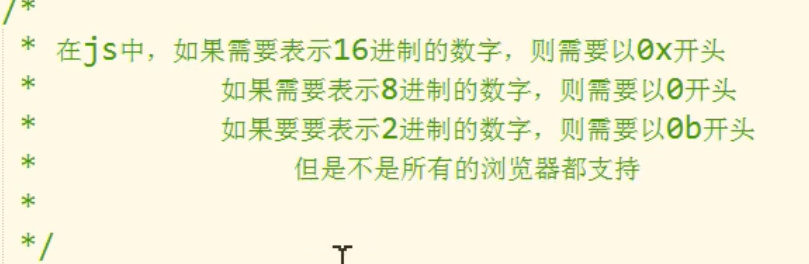 /*
* 在js中，如果需要表示16进制的数字，则需要以0x开头
* 如果需要表示8进制的数字，则需要以0开头
* 如果要要表示2进制的数字，则需要以0b开头
* 但是不是所有的浏览器都支持
*
*/